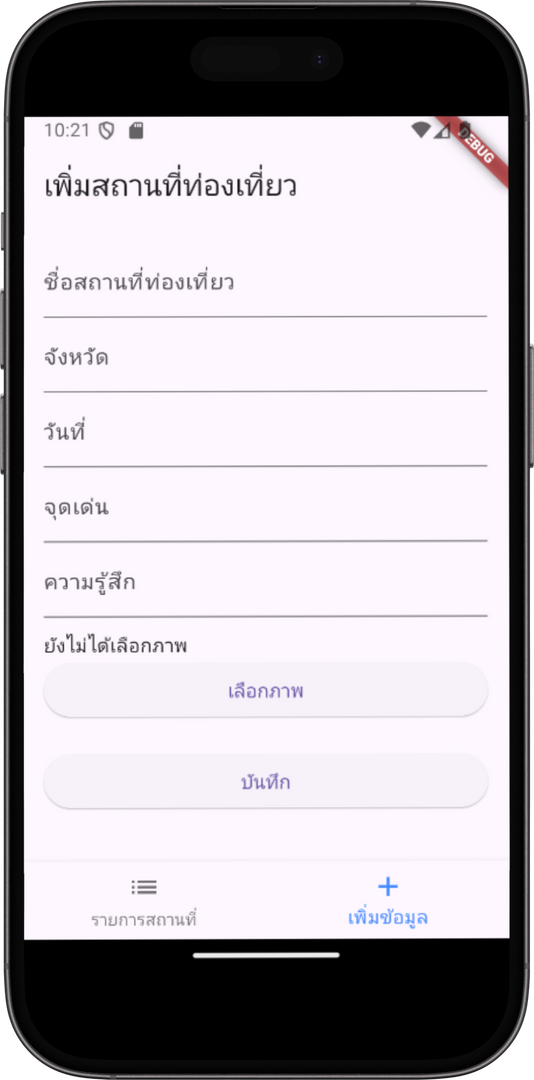 10:21
DEBUG
เพิ่มสถานที่ท่องเที่ยว
ชื่อสถานที่ท่องเที่ยว
จังหวัด
วันที่
จุดเด่น
ความรู้สึก
ยังไม่ได้เลือกภาพ
เลือกภาพ
บันทึก
รายการสถานที่
เพิ่มข้อมูล